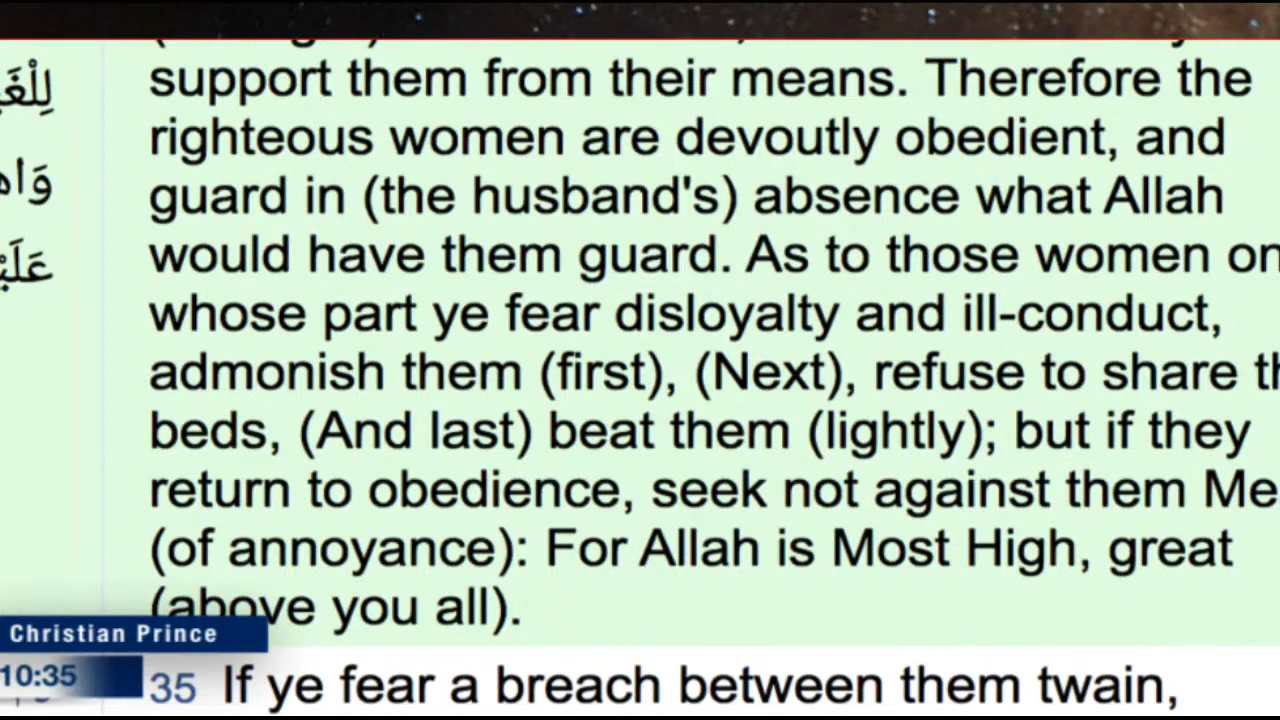 support them from their means. Therefore the
righteous women are devoutly obedient, and
guard in (the husband's) absence what Allah
would have them guard. As to those women on
whose part ye fear disloyalty and ill-conduct,
admonish them (first), (Next), refuse to share th
beds, (And last) beat them (lightly); but if they
return to obedience, seek not against them Me
(of annoyance): For Allah is Most High, great
(above you all).
Christian Prince
10:35
35 If ye fear a breach between them twain,